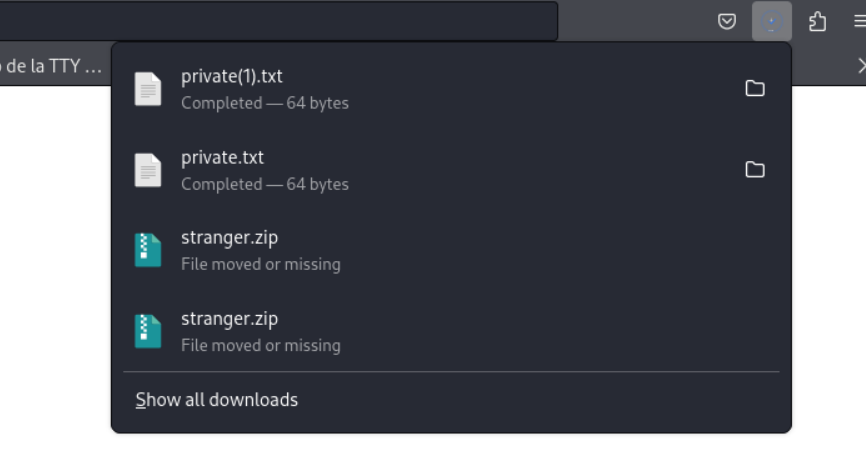 de la TTY ...
private(1).txt
Completed — 64 bytes
private.txt
Completed — 64 bytes
stranger.zip
File moved or missing
stranger.zip
File moved or missing
Show all downloads